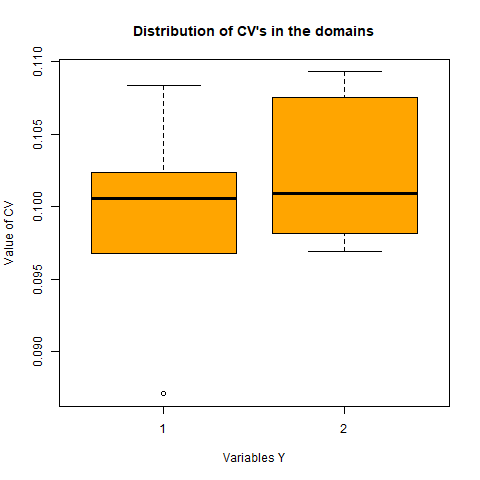 Distribution of CV's in the domains
0.110
0.105
0.100
0.095
0.090
Value of CV
1 2
Variables Y